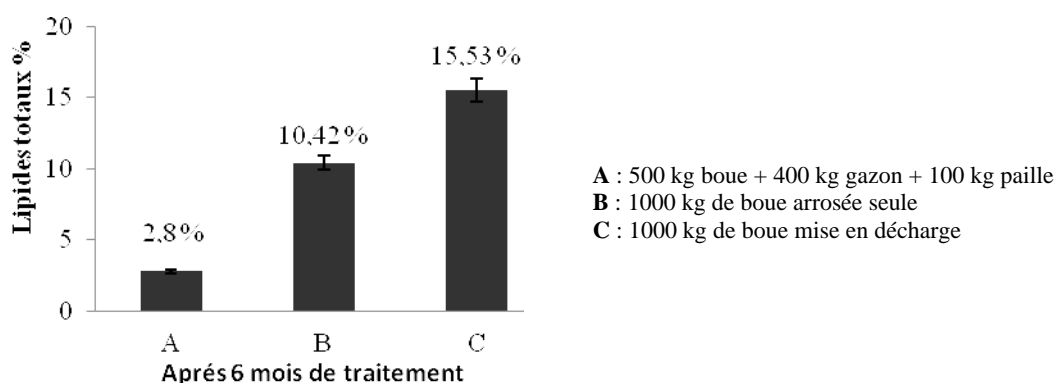 Lipides totaux %
20
15
10
5
0
2,8%
10,42%
15,53%
A
B
C
Aprés 6 mois de traitement
A : 500 kg boue + 400 kg gazon + 100 kg paille
B : 1000 kg de boue arrosée seule
C : 1000 kg de boue mise en décharge